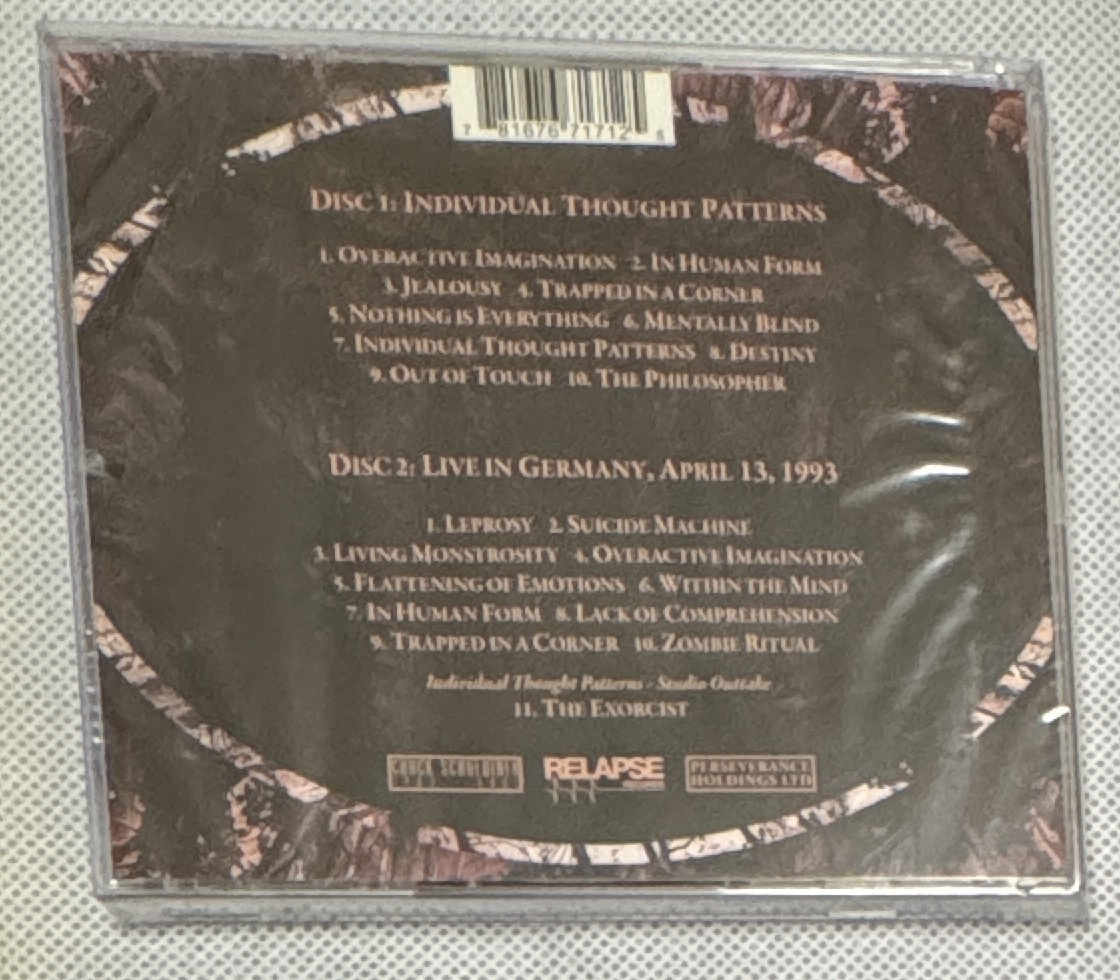 7 81676 71712 8
DISC 1: INDIVIDUAL THOUGHT PATTERNS
1. OVERACTIVE IMAGINATION 2. IN HUMAN FORM
3. JEALOUSY 4. TRAPPED IN A CORNER
5. NOTHING IS EVERYTHING 6. MENTALLY BLIND
7. INDIVIDUAL THOUGHT PATTERNS 8. DESTINY
9. OUT OF TOUCH 10. THE PHILOSOPHER
DISC 2: LIVE IN GERMANY, APRIL 13, 1993
1. LEPROSY 2. SUICIDE MACHINE
3. LIVING MONSTROSITY 4. OVERACTIVE IMAGINATION
5. FLATTENING OF EMOTIONS 6. WITHIN THE MIND
7. IN HUMAN FORM 8. LACK OF COMPREHENSION
9. TRAPPED IN A CORNER 10. ZOMBIE RITUAL
Individual Thought Patterns - Studio Outtake
11. THE EXORCIST
CHUCK SCHULDINER
RELAPSE
PERSEVERANCE
HOLDINGS LTD